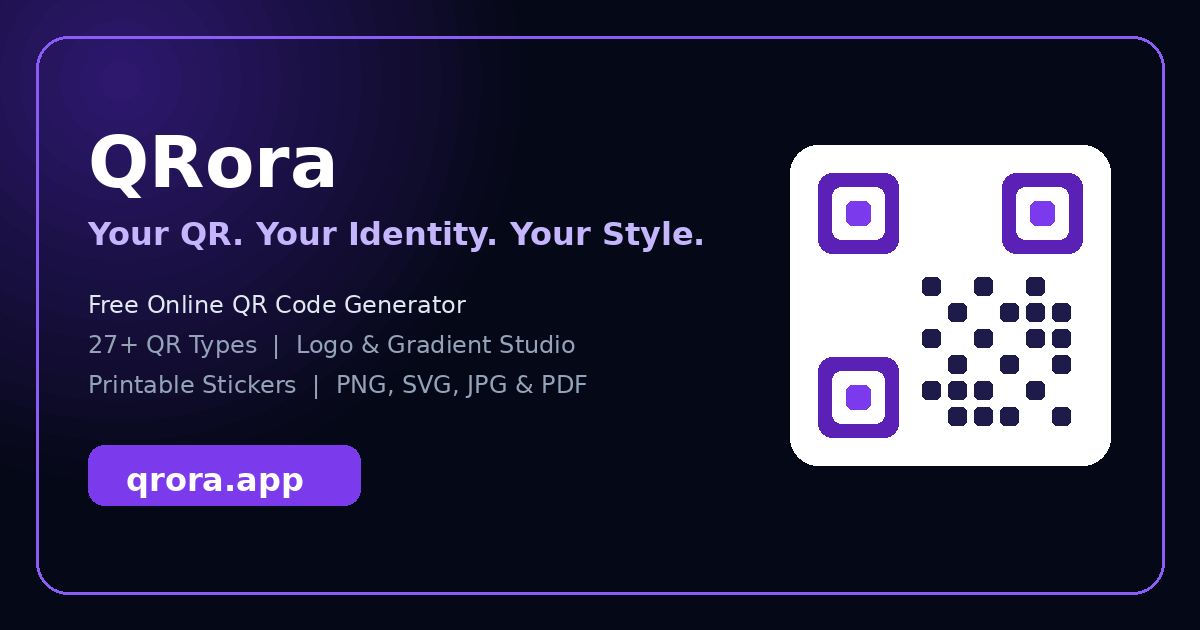 QRora
Your QR. Your Identity. Your Style.
Free Online QR Code Generator
27+ QR Types | Logo & Gradient Studio
Printable Stickers | PNG, SVG, JPG & PDF
qrora.app